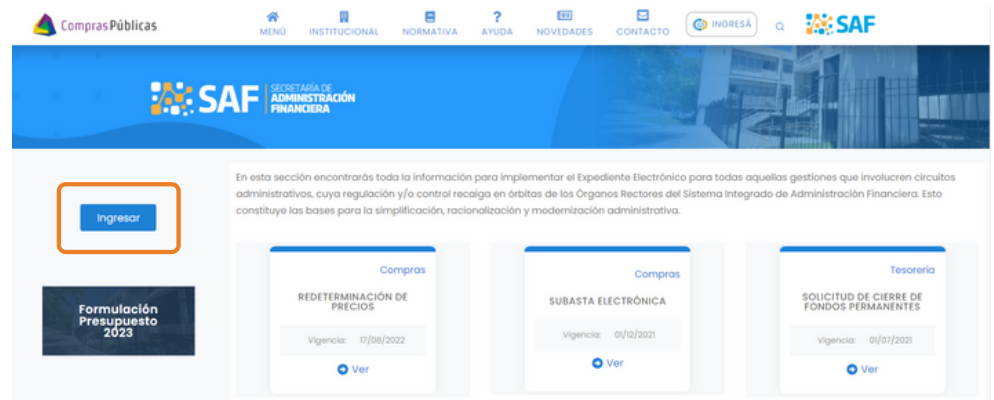 ComprasPúblicas
MENÚ INSTITUCIONAL NORMATIVA AYUDA NOVEDADES CONTACTO INGRESÁ SAF
SAF SECRETARÍA DE
ADMINISTRACIÓN
FINANCIERA
En esta sección encontrarás toda la información para implementar el Expediente Electrónico para todas aquellas gestiones que involucren circuitos
administrativos, cuya regulación y/o control recaiga en órbitas de los Órganos Rectores del Sistema Integrado de Administración Financiera. Esto
constituye las bases para la simplificación, racionalización y modernización administrativa.
Ingresar
Formulación
Presupuesto
2023
Compras
REDETERMINACIÓN DE
PRECIOS
Vigencia: 17/08/2022
Ver
Compras
SUBASTA ELECTRÓNICA
Vigencia: 01/12/2021
Ver
Tesorería
SOLICITUD DE CIERRE DE
FONDOS PERMANENTES
Vigencia: 01/07/2021
Ver